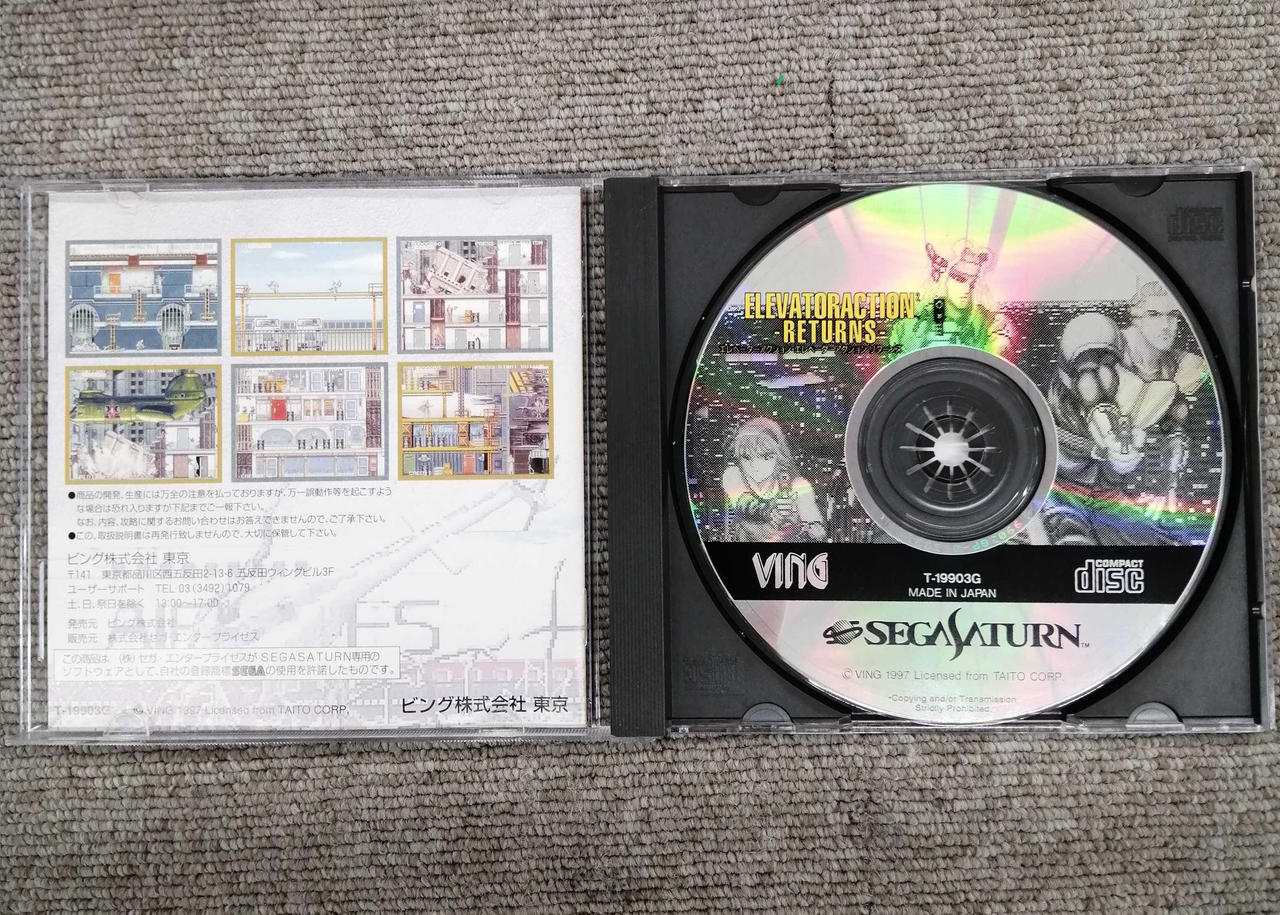 ●商品の開発、生産には万全の注意を払っておりますが、万一誤動作等を起こすよう
な場合は恐れ入りますが下記までご一報下さい。
なお、内容、攻略に関するお問い合わせはお答えできませんので、ご了承下さい。
●この、取扱説明書は再発行致しませんので、大切に保管して下さい。
ビング株式会社 東京
〒141 東京都品川区西五反田2-13-6 五反田ウィングビル3F
ユーザーサポート TEL 03(3492)1079
土、日、祭日を除く 13:00〜17:00
発売元 ビング株式会社
販売元 株式会社セガ・エンタープライゼス
この商品は、(株)セガ・エンタープライゼスが SEGASATURN専用の
ソフトウェアとして 自社の登録商標SEGAの使用を許諾したものです。
T-19903G © VING 1997 Licensed from TAITO CORP.
ビング株式会社 東京
ELEVATORACTION²
-RETURNS-
VING
T-19903G
MADE IN JAPAN
COMPACT
disc
SEGASATURN™
© VING 1997 Licensed from TAITO CORP.
•Copying and/or Transmission
Strictly Prohibited.
disc